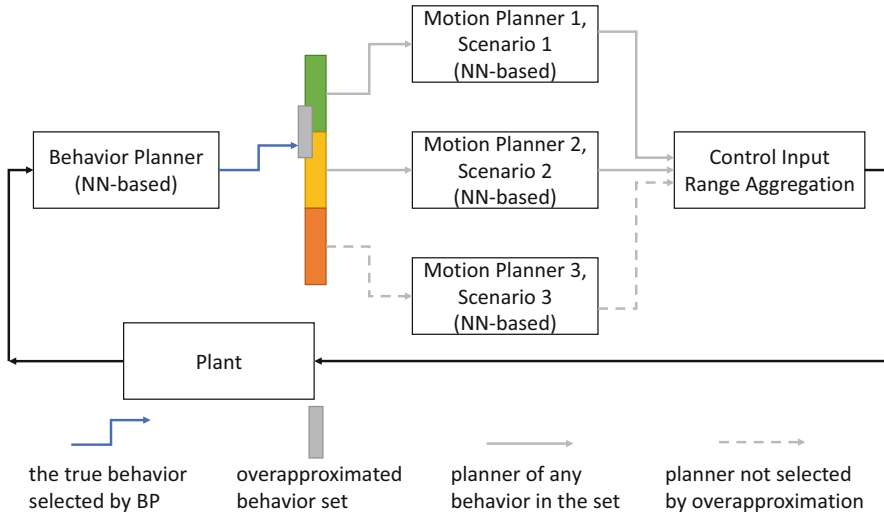 Motion Planner 1,
Scenario 1
(NN-based)
Behavior Planner
(NN-based)
Motion Planner 2,
Scenario 2
(NN-based)
Control Input
Range Aggregation
Motion Planner 3,
Scenario 3
(NN-based)
Plant
the true behavior
selected by BP
overapproximated
behavior set
planner of any
behavior in the set
planner not selected
by overapproximation